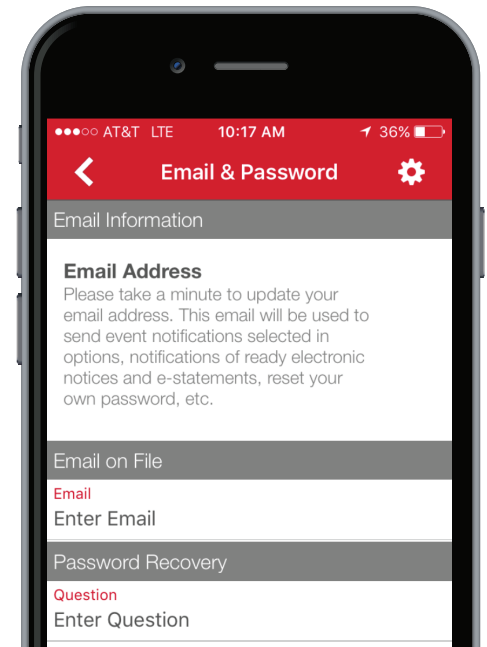 AT&T LTE 10:17 AM 36%
Email & Password
Email Information
Email Address
Please take a minute to update your
email address. This email will be used to
send event notifications selected in
options, notifications of ready electronic
notices and e-statements, reset your
own password, etc.
Email on File
Email
Enter Email
Password Recovery
Question
Enter Question